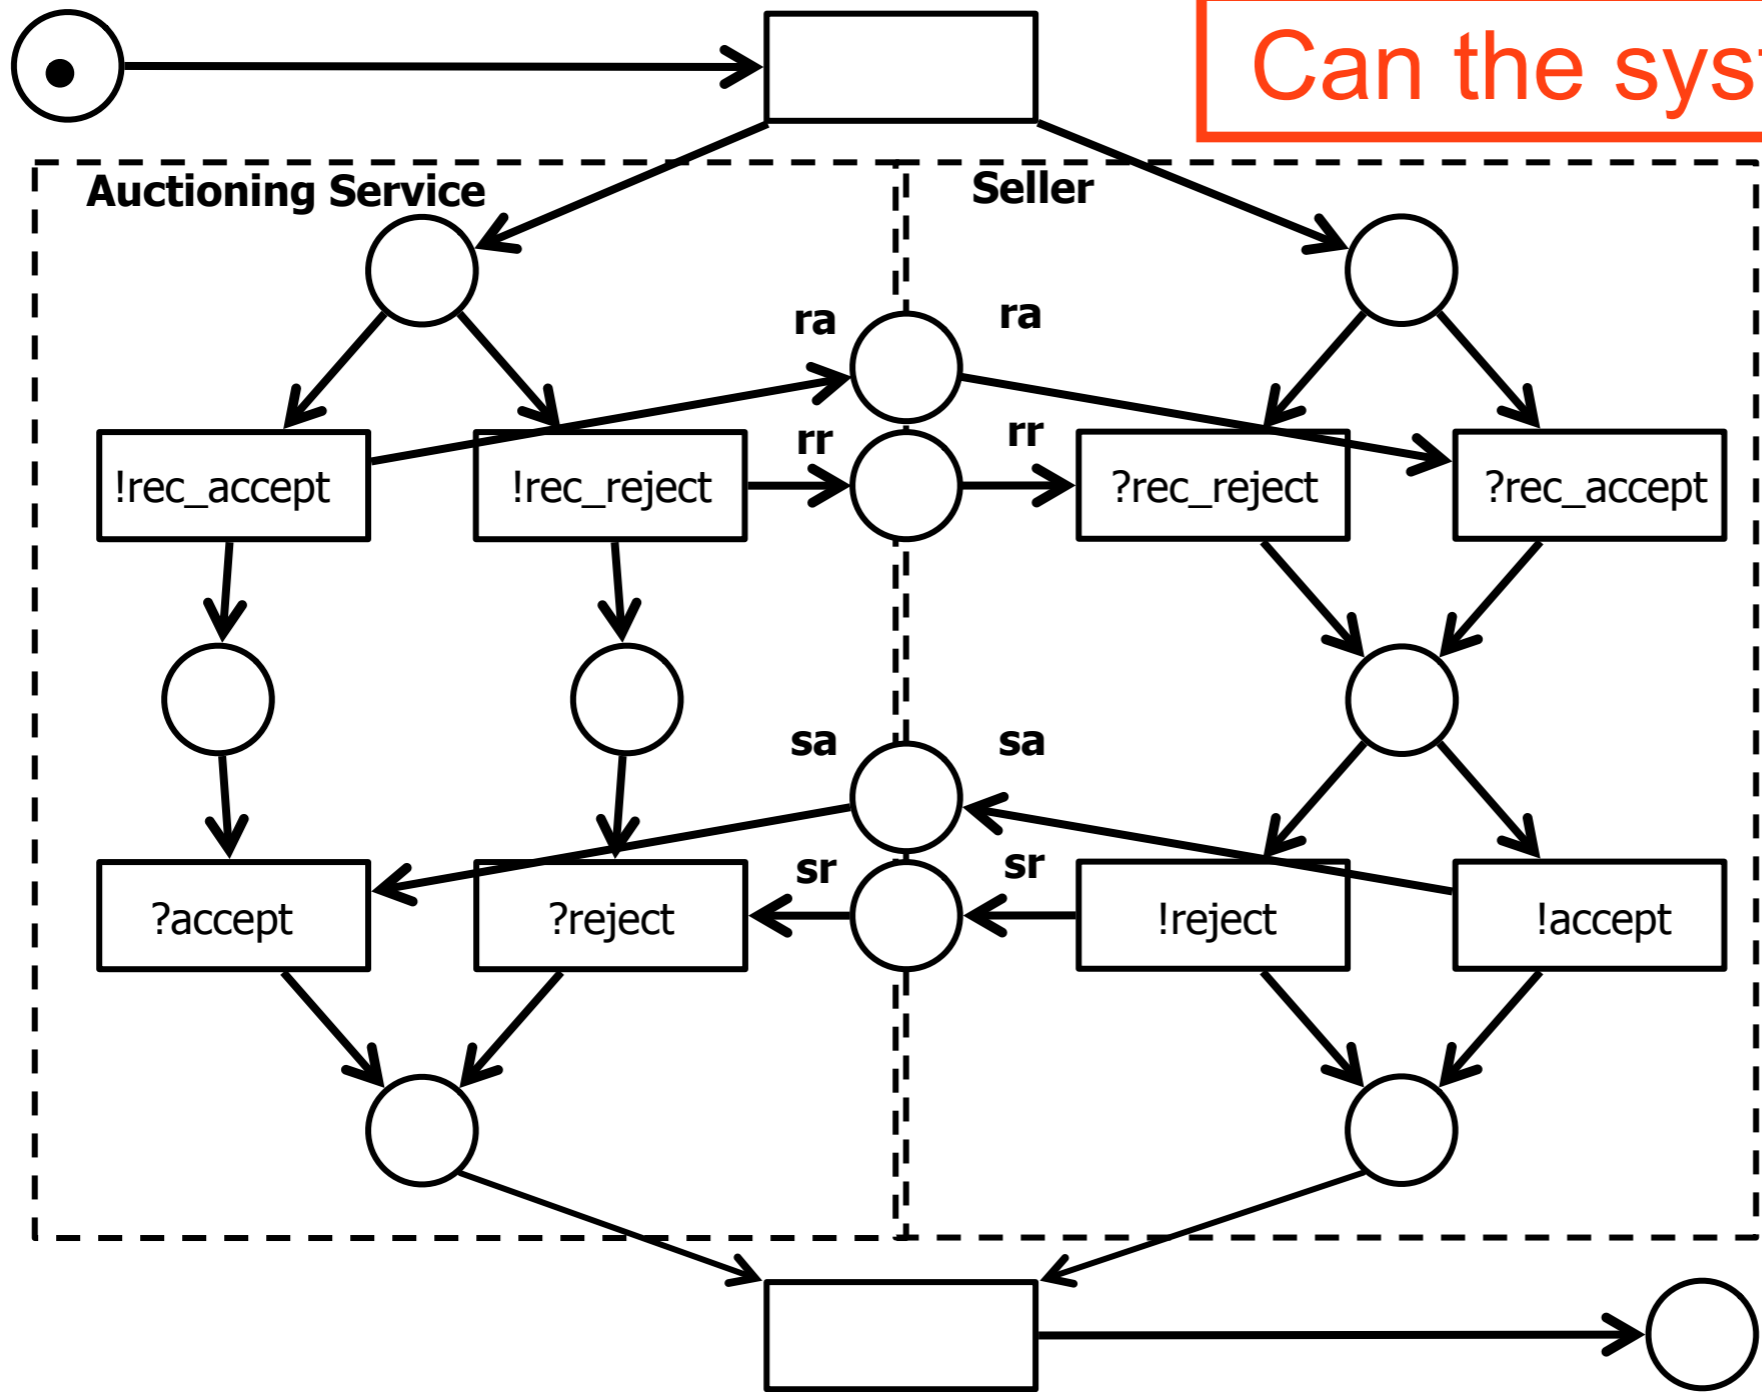 Can the syst
Auctioning Service
Seller
ra
ra
rr
rr
!rec_accept
!rec_reject
?rec_reject
?rec_accept
sa
sa
sr
sr
?accept
?reject
!reject
!accept